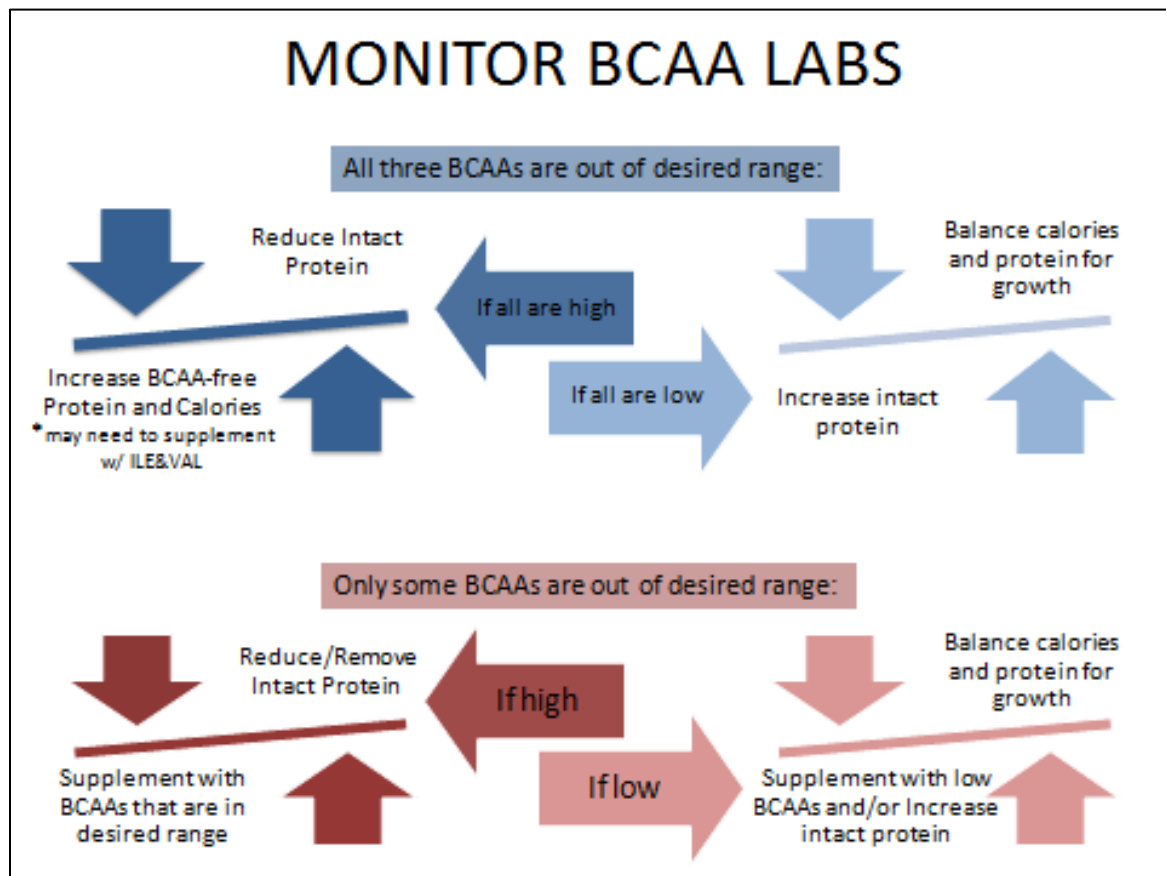 MONITOR BCAA LABS
All three BCAAs are out of desired range:
Reduce Intact
Protein
If all are high
Increase BCAA-free
Protein and Calories
*may need to supplement
w/ ILE&VAL
Balance calories
and protein for
growth
If all are low
Increase intact
protein
Only some BCAAs are out of desired range:
Reduce/Remove
Intact Protein
If high
Supplement with
BCAAs that are in
desired range
Balance calories
and protein for
growth
If low
Supplement with low
BCAAs and/or Increase
intact protein